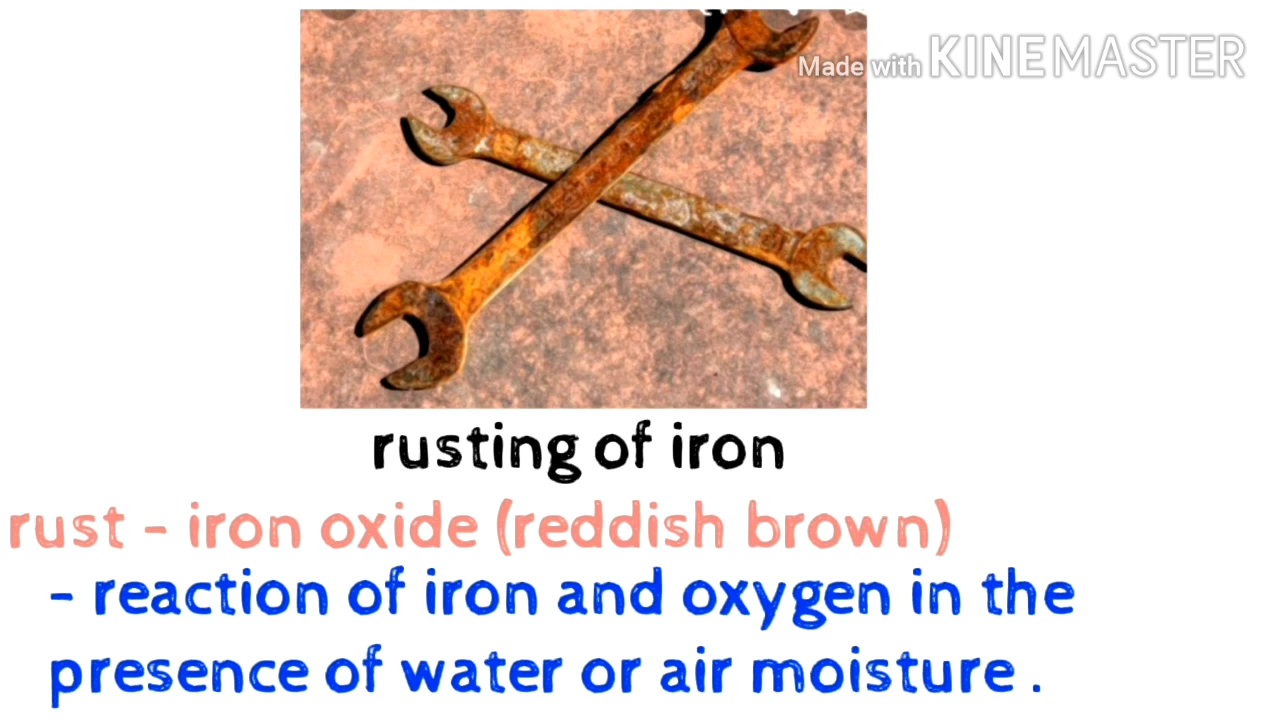 Made with KINEMASTER
rusting of iron
rust - iron oxide (reddish brown)
- reaction of iron and oxygen in the
presence of water or air moisture .